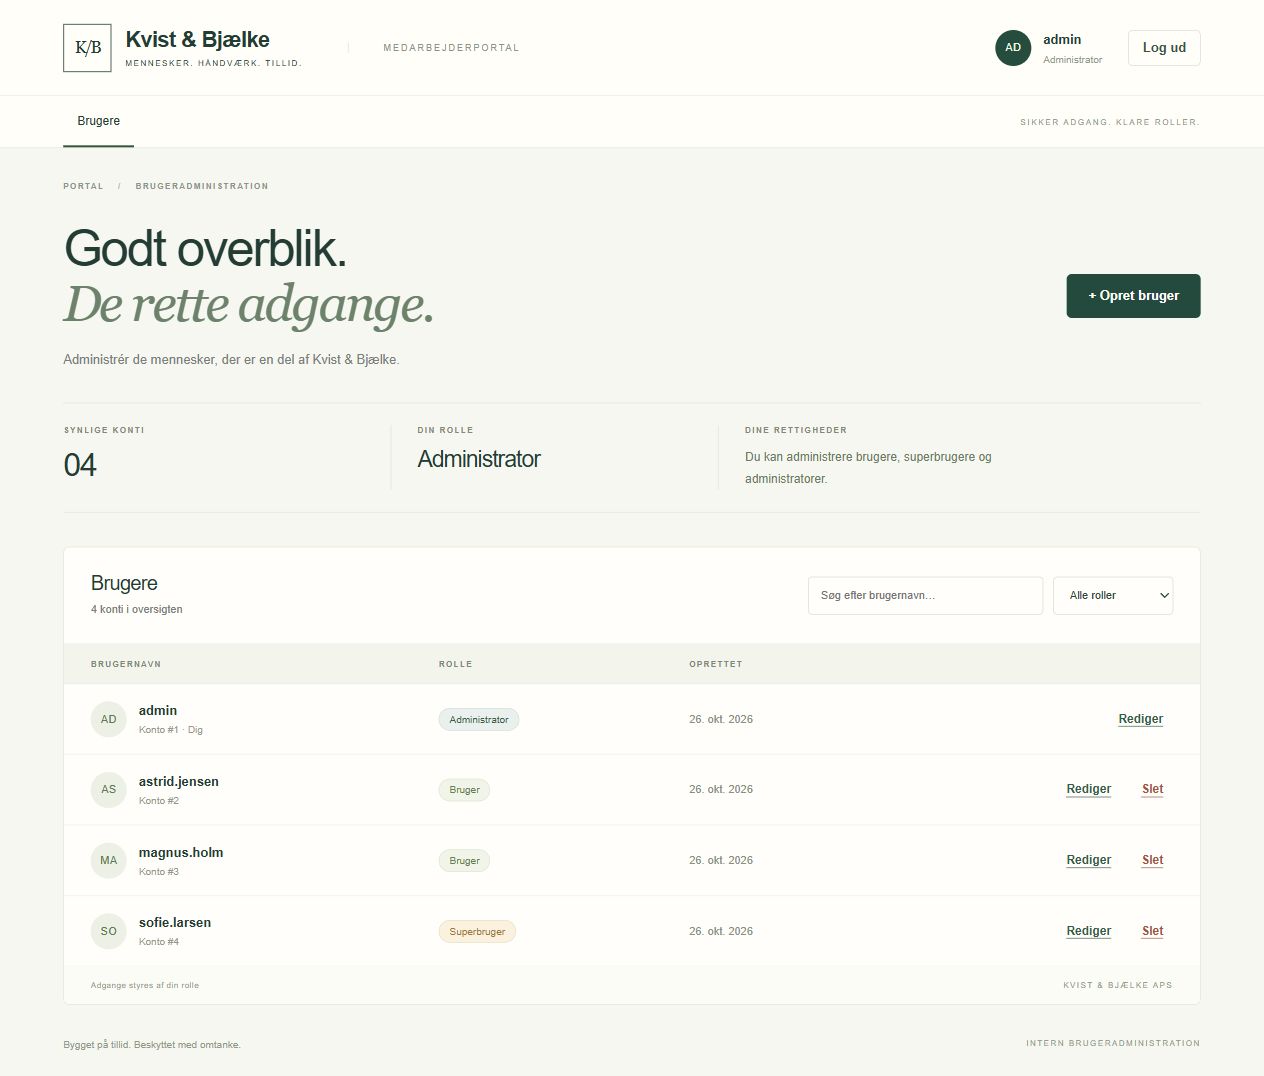 K/B
Kvist & Bjælke
MENNESKER. HÅNDVÆRK. TILLID.
MEDARBEJDERPORTAL
AD
admin
Administrator
Log ud
Brugere
SIKKER ADGANG. KLARE ROLLER.
PORTAL / BRUGERADMINISTRATION
Godt overblik.
De rette adgange.
+ Opret bruger
Administrér de mennesker, der er en del af Kvist & Bjælke.
SYNLIGE KONTI
04
DIN ROLLE
Administrator
DINE RETTIGHEDER
Du kan administrere brugere, superbrugere og
administratorer.
Brugere
4 konti i oversigten
Søg efter brugernavn...
Alle roller
BRUGERNAVN ROLLE OPRETTET
AD admin Administrator 26. okt. 2026 Rediger
Konto #1 · Dig
AS astrid.jensen Bruger 26. okt. 2026 Rediger Slet
Konto #2
MA magnus.holm Bruger 26. okt. 2026 Rediger Slet
Konto #3
SO sofie.larsen Superbruger 26. okt. 2026 Rediger Slet
Konto #4
Adgange styres af din rolle
KVIST & BJÆLKE APS
Bygget på tillid. Beskyttet med omtanke.
INTERN BRUGERADMINISTRATION